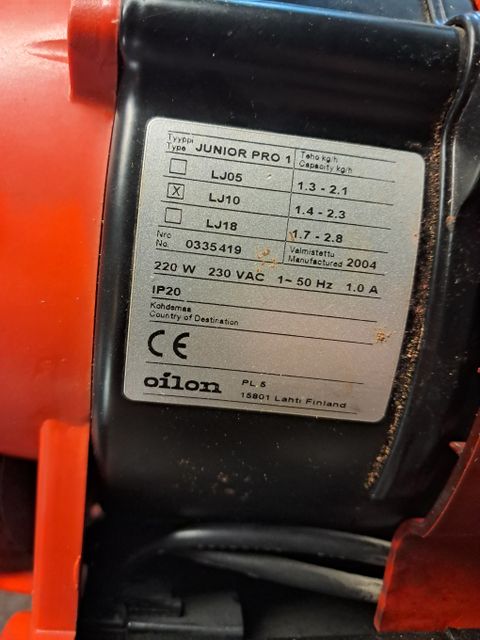 Tyyppi
Type JUNIOR PRO 1 Teho kg/h
Capacity kg/h
LJ05 1.3 - 2.1
X LJ10 1.4 - 2.3
LJ18 1.7 - 2.8
Nro
No. 0335419 Valmistettu
Manufactured 2004
220 W 230 VAC 1~ 50 Hz 1.0 A
IP20
Kohdemaa
Country of Destination
CE
oilon PL 5
15801 Lahti Finland